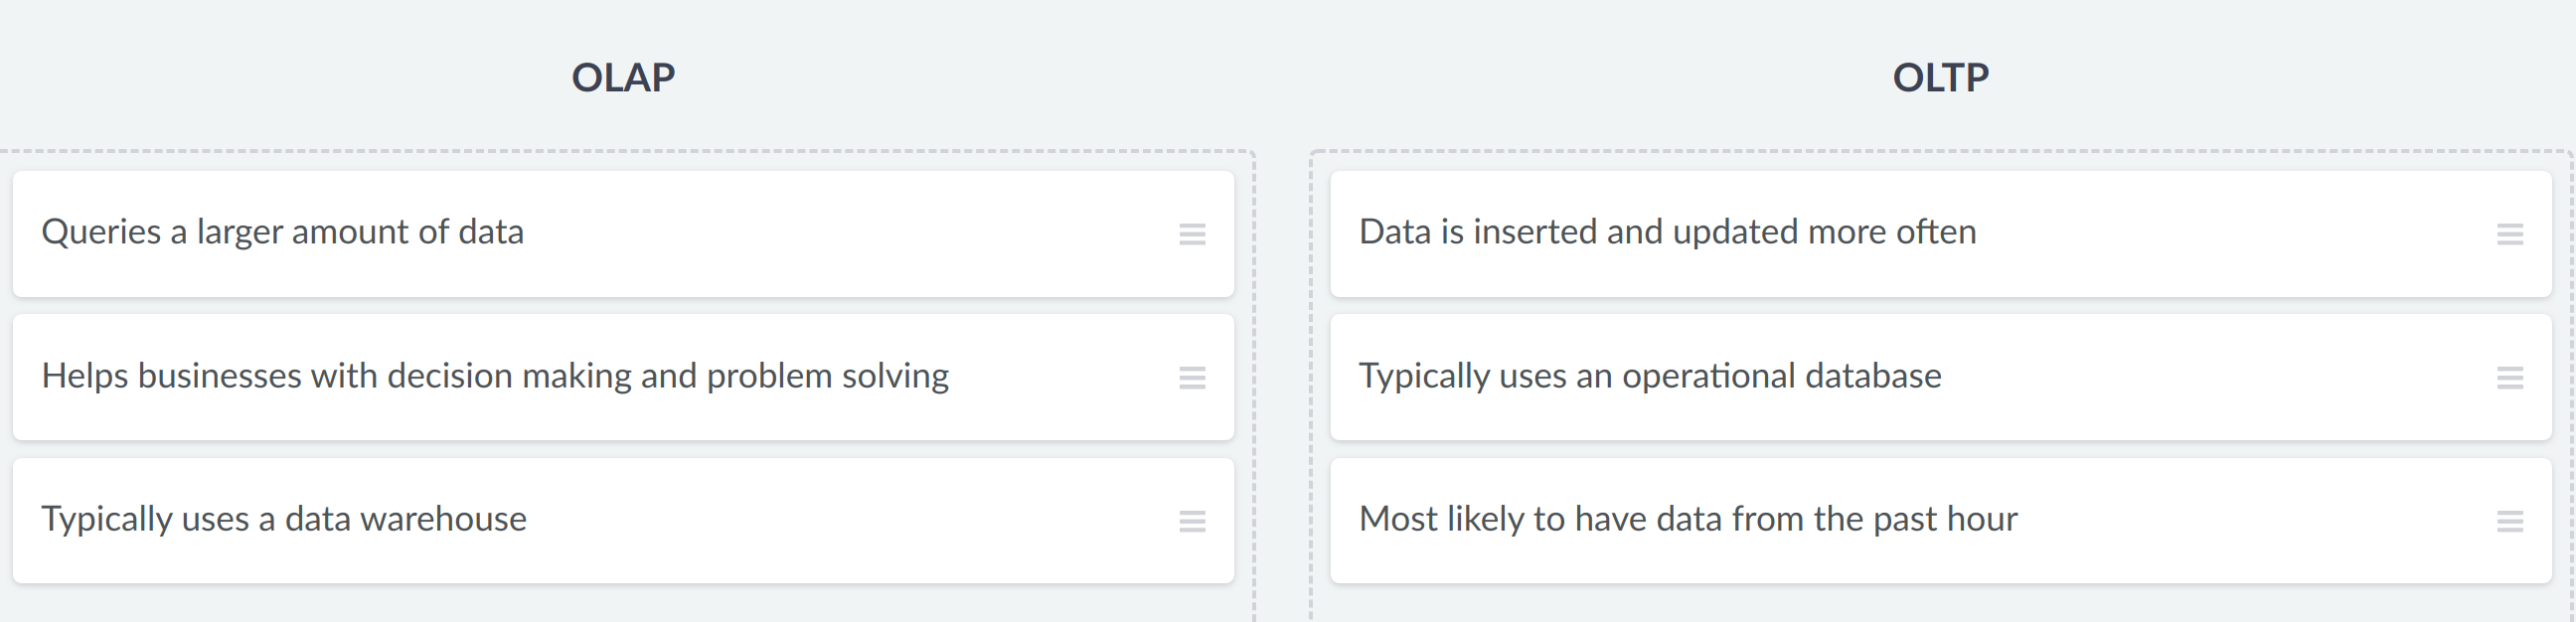 OLAP
Queries a larger amount of data
Helps businesses with decision making and problem solving
Typically uses a data warehouse
OLTP
Data is inserted and updated more often
Typically uses an operational database
Most likely to have data from the past hour